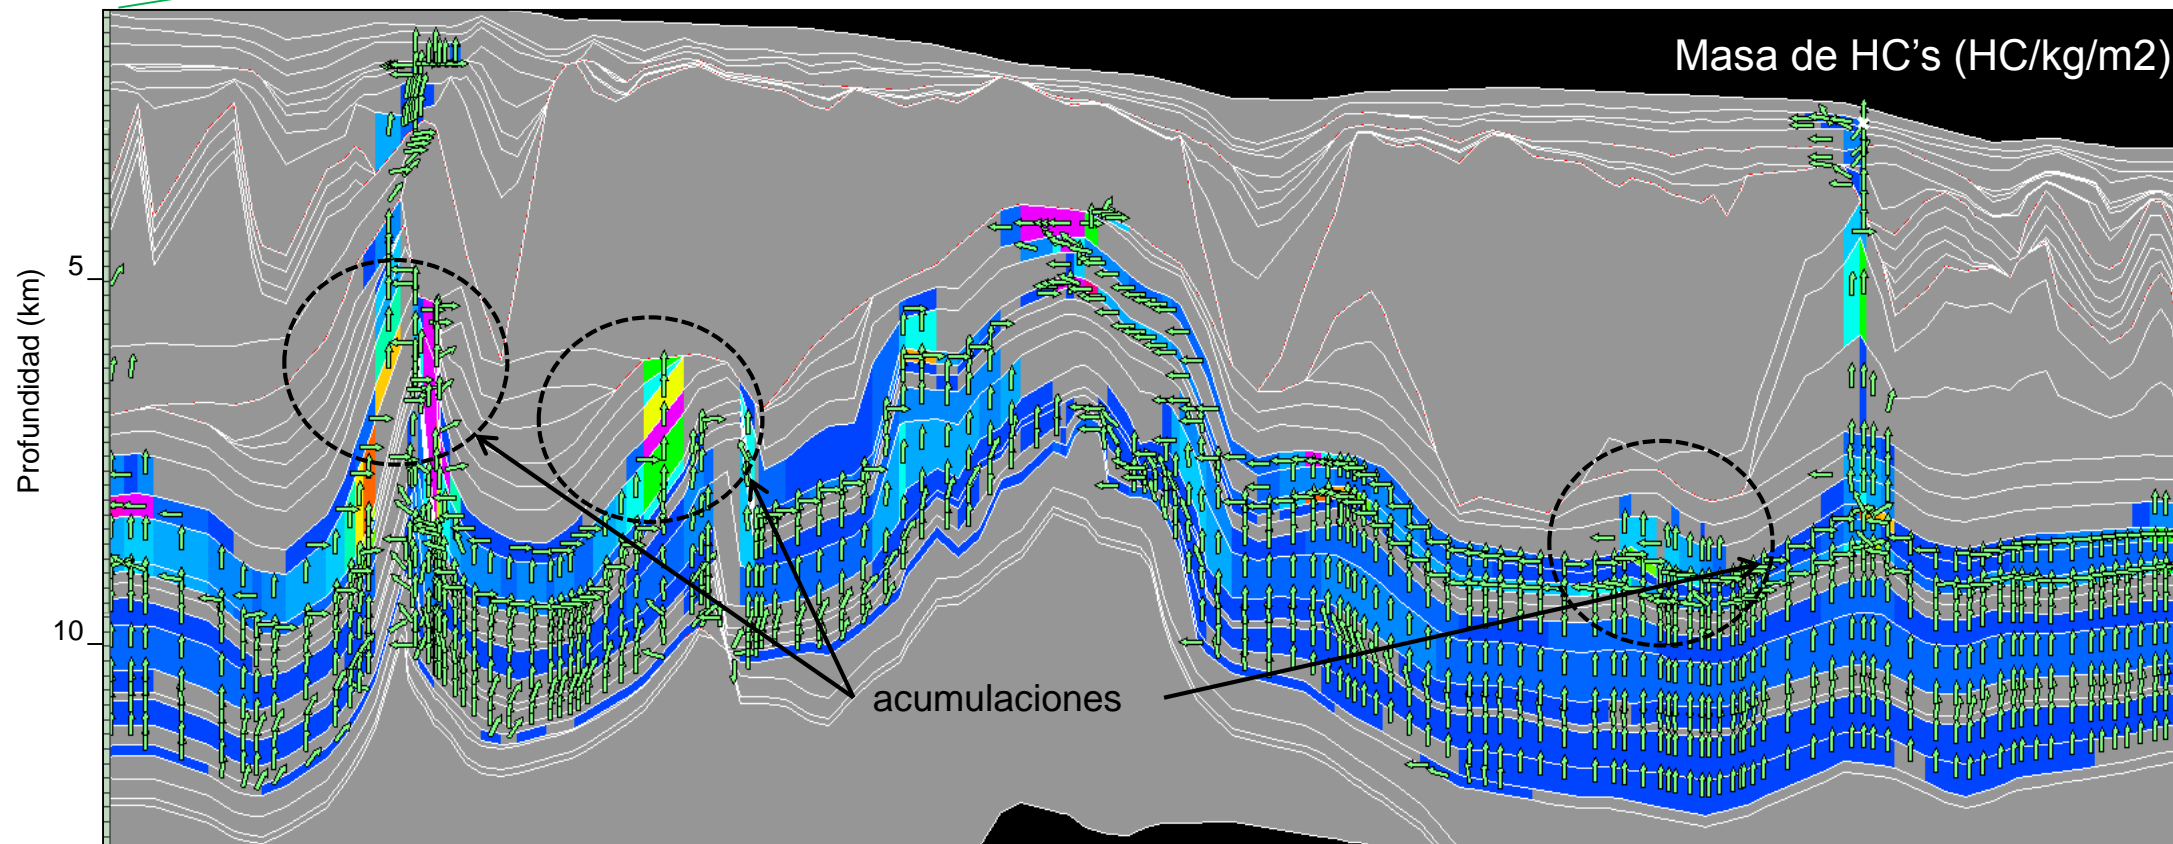 Masa de HC's (HC/kg/m2)
Profundidad (km)
5
10
acumulaciones